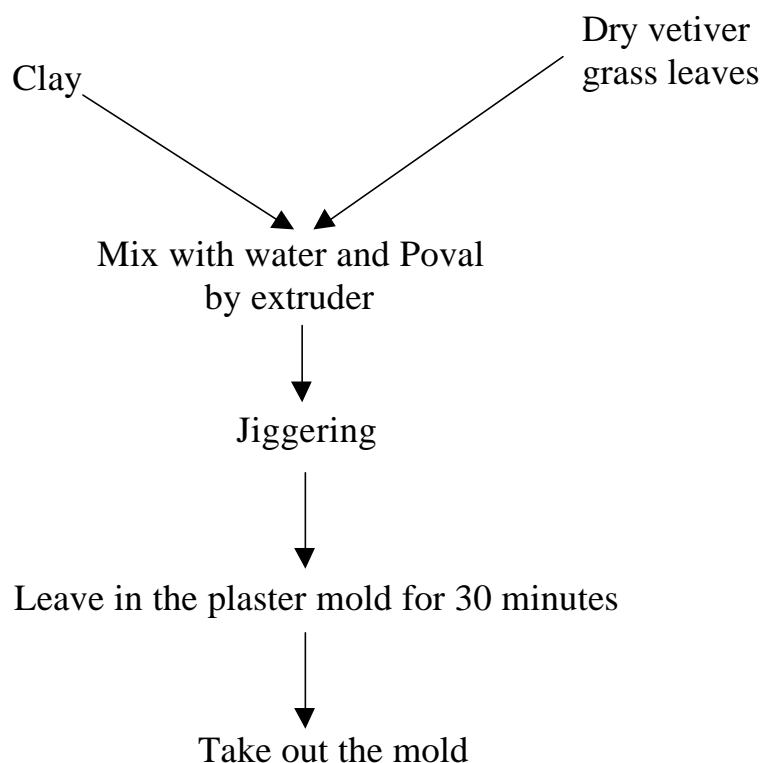 Clay
Dry vetiver
grass leaves
Mix with water and Poval
by extruder
Jiggering
Leave in the plaster mold for 30 minutes
Take out the mold